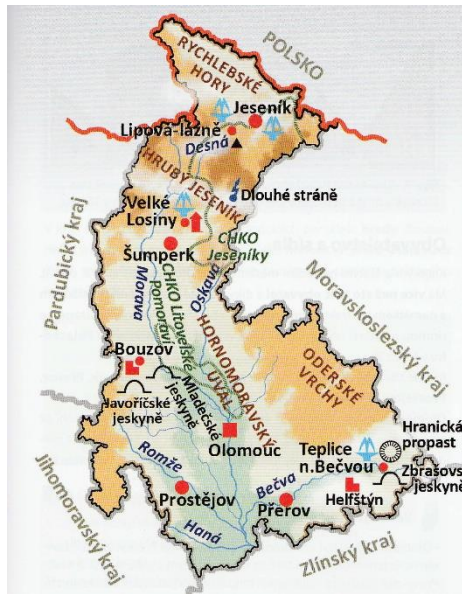 POLSKO
RYCHLEBSKÉ
HORY
Jeseník
Lipová-lázně
Desná
HRUBÝ JESENÍK
Dlouhé stráně
Velké
Losiny
Šumperk
CHKO
Jeseníky
Pardubický kraj
Morava
CHKO Litovelské
Pomoraví
Oskava
Moravskoslezský kraj
HORNOMORAVSKÝ
ÚVAL
ODERSKÉ
VRCHY
Bouzov
Javoříčské
jeskyně
Mladečské
jeskyně
Olomouc
Hranická
propast
Teplice
n.Bečvou
Zbrašovs
jeskyně
Romže
Prostějov
Bečva
Přerov
Helfštýn
Haná
Jihomoravský kraj
Zlínský kraj